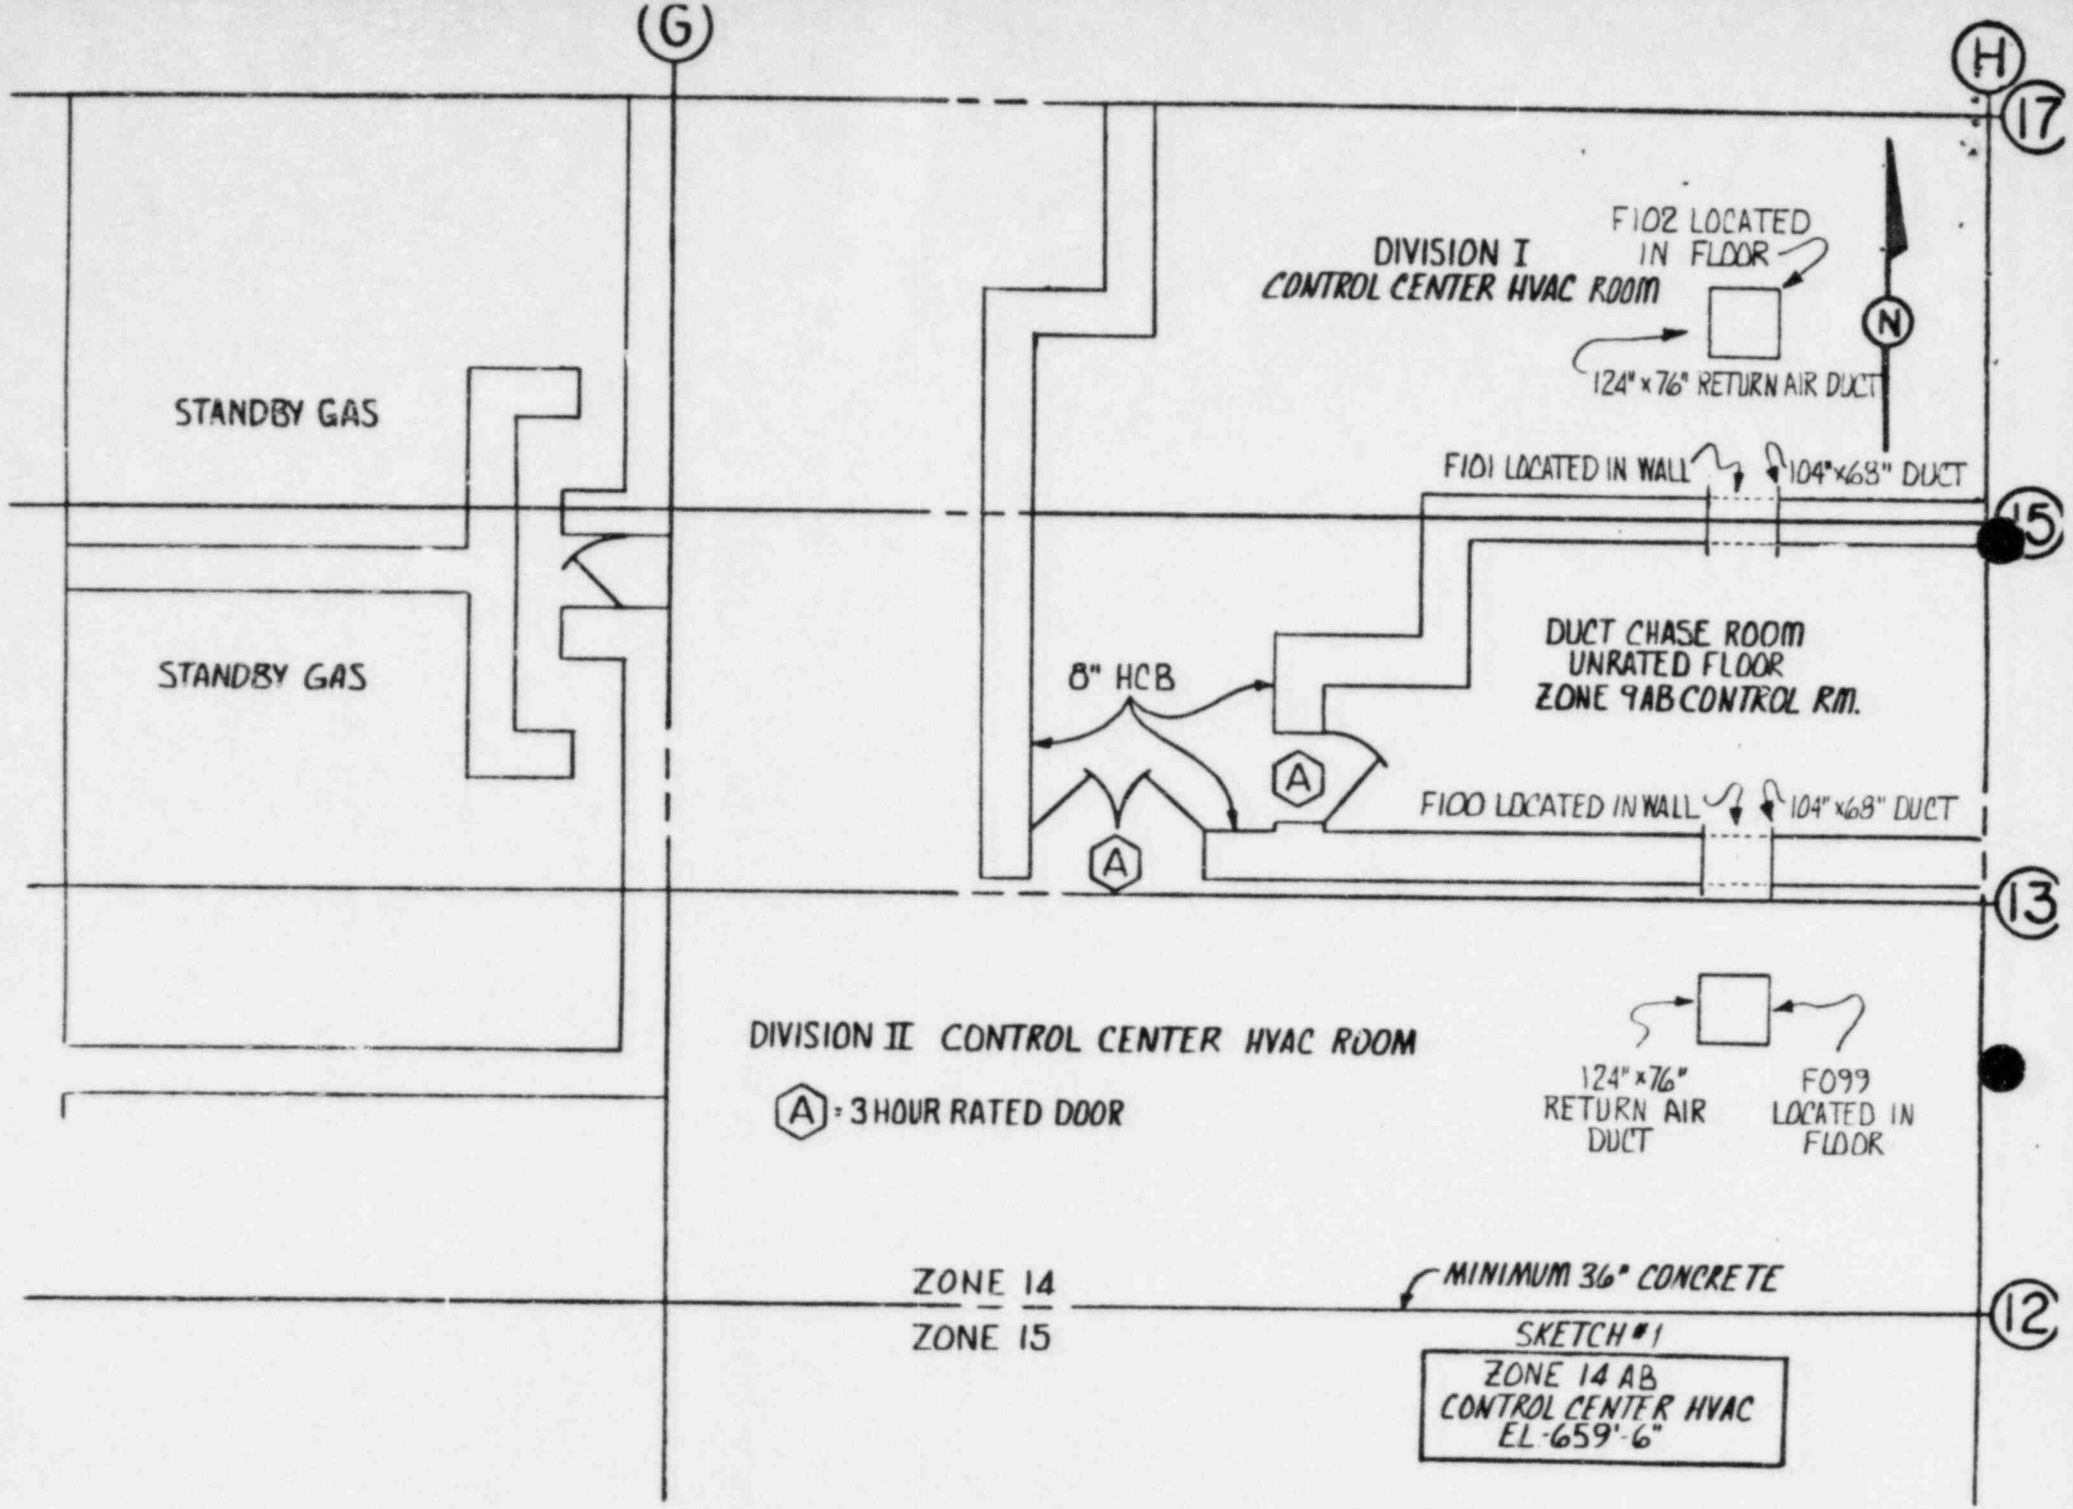 G
H
17
F102 LOCATED
IN FLOOR
DIVISION I
CONTROL CENTER HVAC ROOM
N
124" x 76" RETURN AIR DUCT
STANDBY GAS
F101 LOCATED IN WALL
104" x 68" DUCT
15
DUCT CHASE ROOM
UNRATED FLOOR
ZONE 9AB CONTROL RM.
STANDBY GAS
8" HCB
A
F100 LOCATED IN WALL
104" x 68" DUCT
A
13
DIVISION II CONTROL CENTER HVAC ROOM
A = 3 HOUR RATED DOOR
124" x 76"
RETURN AIR
DUCT
F099
LOCATED IN
FLOOR
ZONE 14
ZONE 15
MINIMUM 36" CONCRETE
12
SKETCH #1
ZONE 14 AB
CONTROL CENTER HVAC
EL-659'-6"